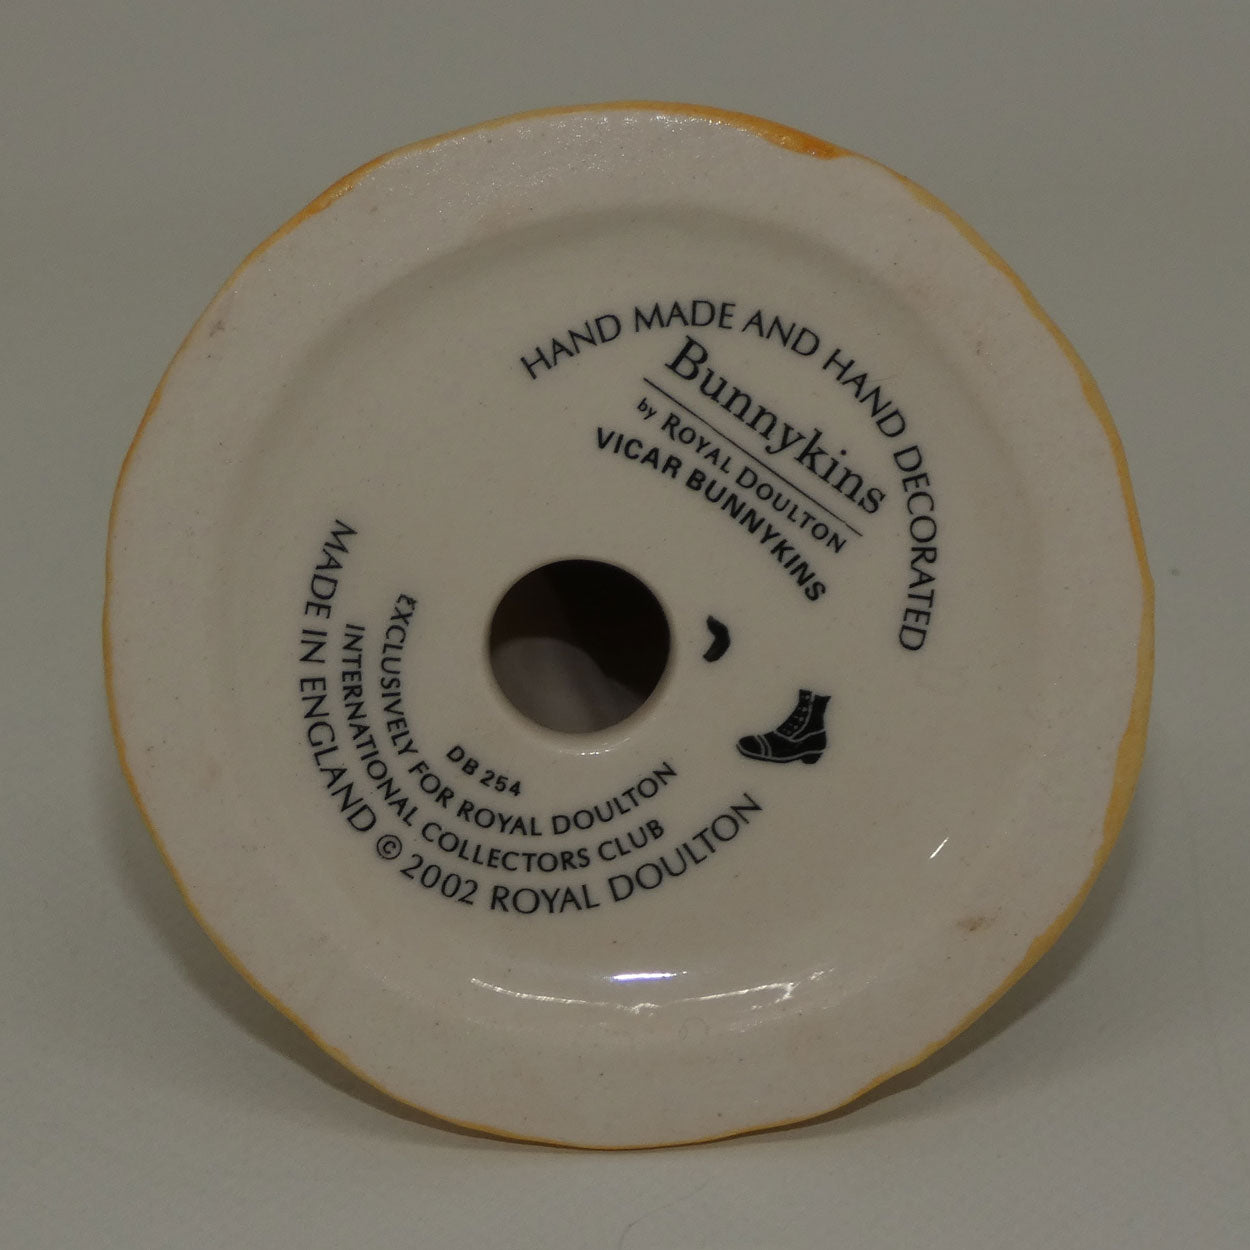 HAND MADE AND HAND DECORATED
Bunnykins
by ROYAL DOULTON
VICAR BUNNYKINS
DB 254
EXCLUSIVELY FOR ROYAL DOULTON
INTERNATIONAL COLLECTORS CLUB
MADE IN ENGLAND © 2002 ROYAL DOULTON